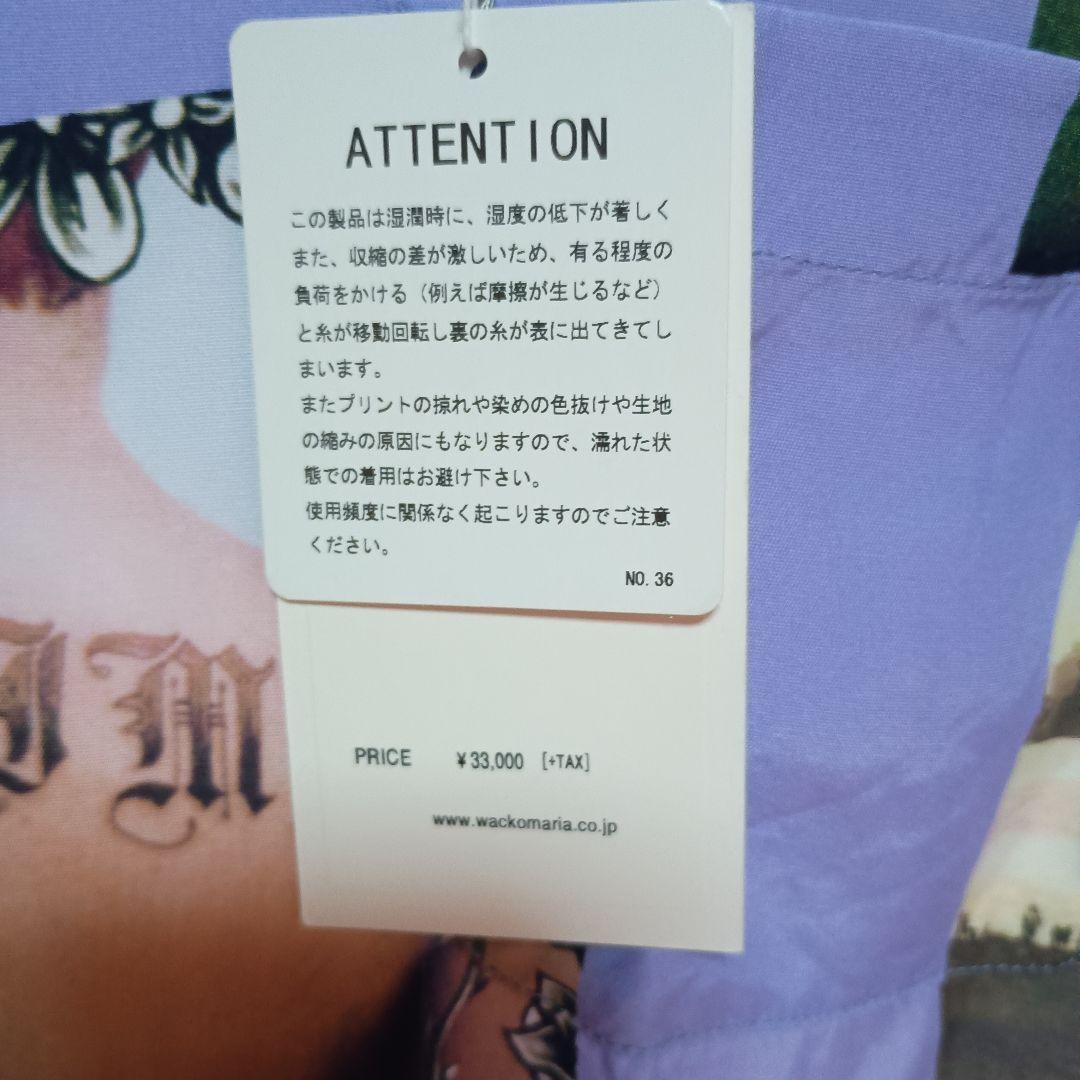 ATTENTION
この製品は湿潤時に、湿度の低下が著しく
また、収縮の差が激しいため、有る程度の
負荷をかける（例えば摩擦が生じるなど）
と糸が移動回転し裏の糸が表に出てきてし
まいます。
またプリントの掠れや染めの色抜けや生地
の縮みの原因にもなりますので、濡れた状
態での着用はお避け下さい。
使用頻度に関係なく起こりますのでご注意
ください。
NO. 36
PRICE ¥33,000 [+TAX]
www.wackomaria.co.jp
IM